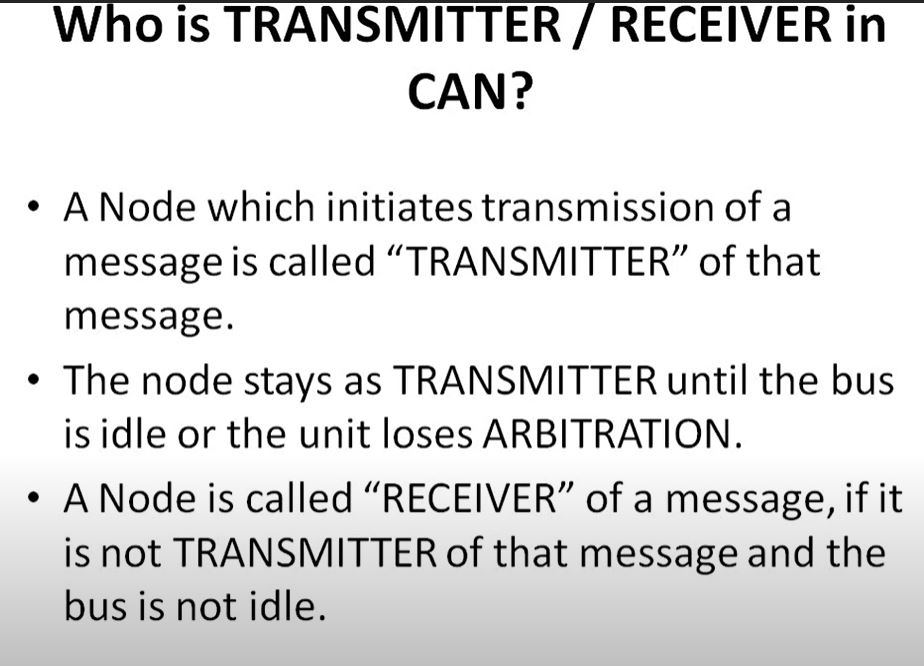 Who is TRANSMITTER / RECEIVER in
CAN?
• A Node which initiates transmission of a
message is called “TRANSMITTER” of that
message.
• The node stays as TRANSMITTER until the bus
is idle or the unit loses ARBITRATION.
• A Node is called “RECEIVER” of a message, if it
is not TRANSMITTER of that message and the
bus is not idle.